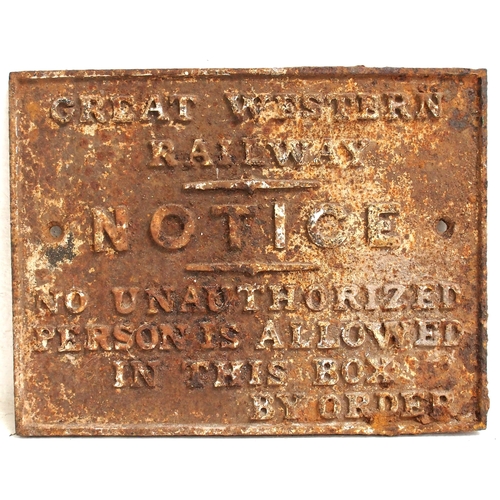 GREAT WESTERN
RAILWAY
NOTICE
NO UNAUTHORIZED
PERSON IS ALLOWED
IN THIS BOX
BY ORDER